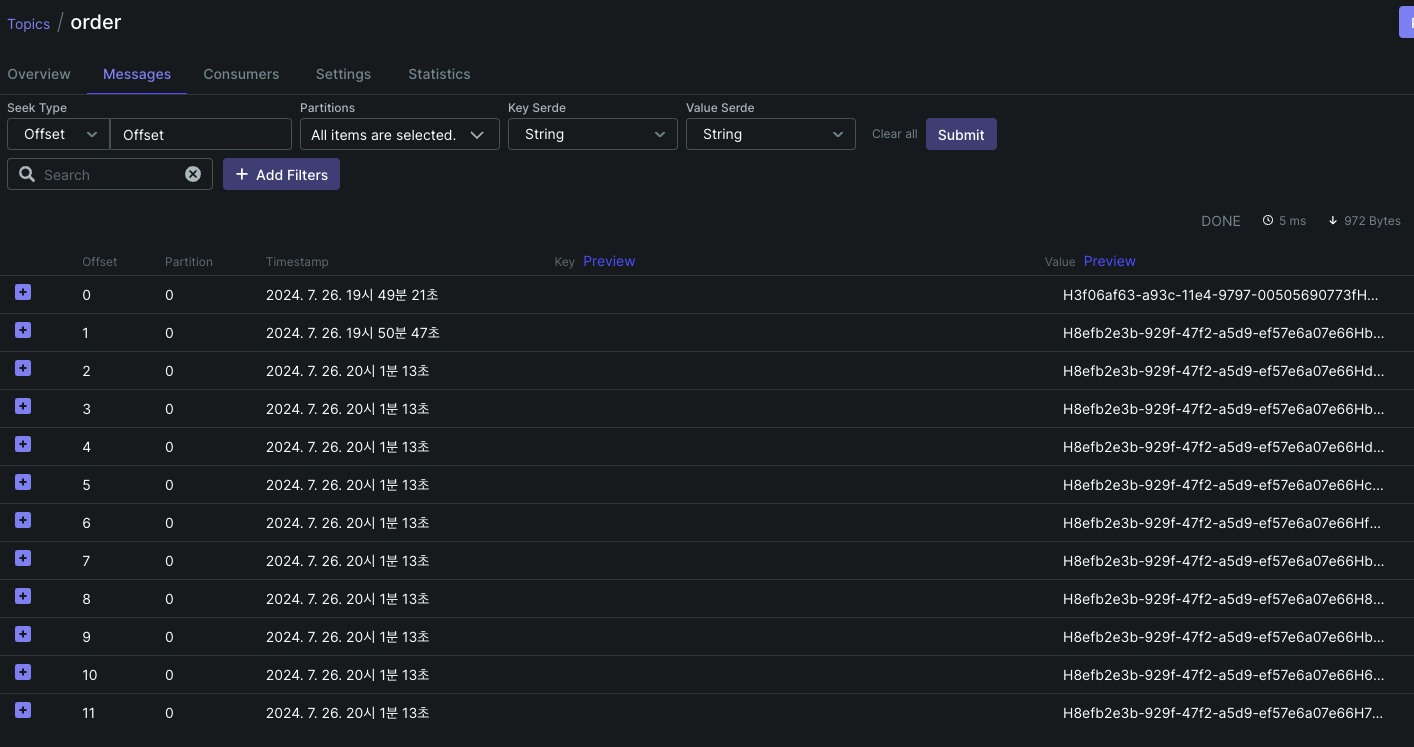 Topics / order
Overview Messages Consumers Settings Statistics
Seek Type Partitions Key Serde Value Serde
Offset Offset All items are selected. String String Clear all Submit
Search + Add Filters
DONE 5 ms 972 Bytes
Offset Partition Timestamp Key Preview Value Preview
0 0 2024. 7. 26. 19시 49분 21초 H3f06af63-a93c-11e4-9797-00505690773fH...
1 0 2024. 7. 26. 19시 50분 47초 H8efb2e3b-929f-47f2-a5d9-ef57e6a07e66Hb...
2 0 2024. 7. 26. 20시 1분 13초 H8efb2e3b-929f-47f2-a5d9-ef57e6a07e66Hd...
3 0 2024. 7. 26. 20시 1분 13초 H8efb2e3b-929f-47f2-a5d9-ef57e6a07e66Hb...
4 0 2024. 7. 26. 20시 1분 13초 H8efb2e3b-929f-47f2-a5d9-ef57e6a07e66Hd...
5 0 2024. 7. 26. 20시 1분 13초 H8efb2e3b-929f-47f2-a5d9-ef57e6a07e66Hc...
6 0 2024. 7. 26. 20시 1분 13초 H8efb2e3b-929f-47f2-a5d9-ef57e6a07e66Hf...
7 0 2024. 7. 26. 20시 1분 13초 H8efb2e3b-929f-47f2-a5d9-ef57e6a07e66Hb...
8 0 2024. 7. 26. 20시 1분 13초 H8efb2e3b-929f-47f2-a5d9-ef57e6a07e66H8...
9 0 2024. 7. 26. 20시 1분 13초 H8efb2e3b-929f-47f2-a5d9-ef57e6a07e66Hb...
10 0 2024. 7. 26. 20시 1분 13초 H8efb2e3b-929f-47f2-a5d9-ef57e6a07e66H6...
11 0 2024. 7. 26. 20시 1분 13초 H8efb2e3b-929f-47f2-a5d9-ef57e6a07e66H7...